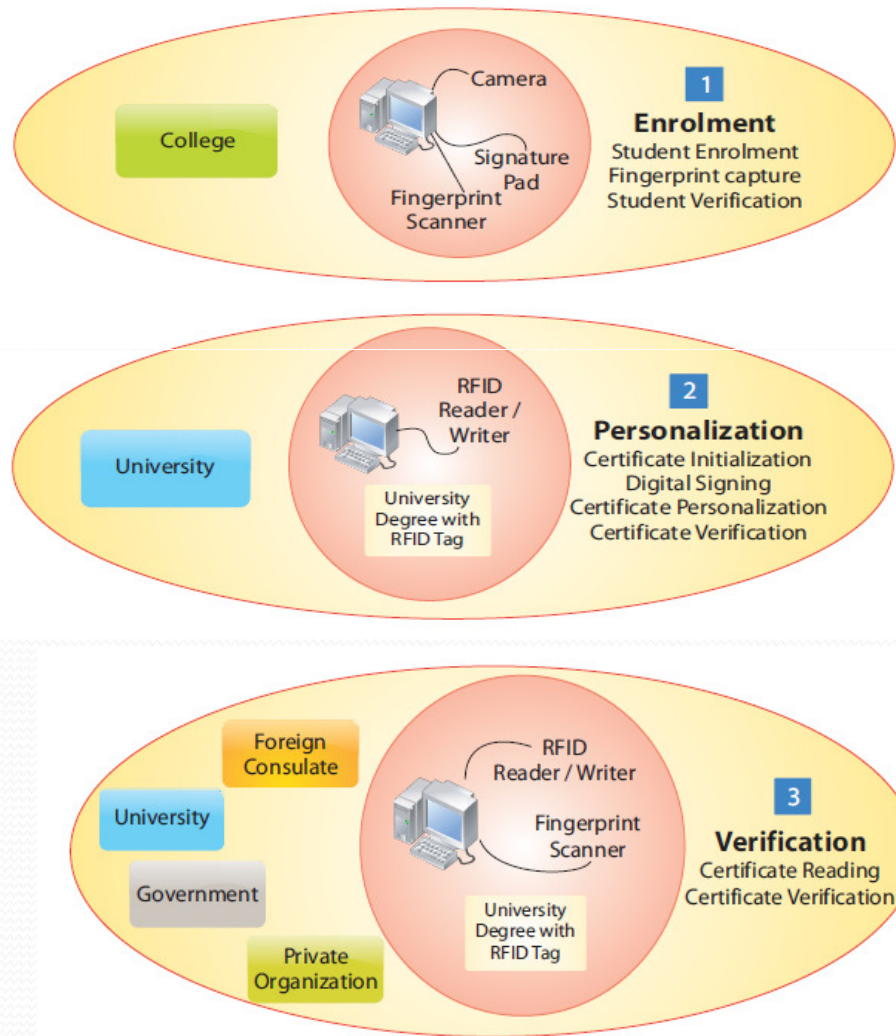 College
Camera
Signature
Pad
Fingerprint
Scanner
1
Enrolment
Student Enrolment
Fingerprint capture
Student Verification
University
RFID
Reader /
Writer
University
Degree with
RFID Tag
2
Personalization
Certificate Initialization
Digital Signing
Certificate Personalization
Certificate Verification
Foreign
Consulate
University
Government
Private
Organization
RFID
Reader / Writer
Fingerprint
Scanner
University
Degree with
RFID Tag
3
Verification
Certificate Reading
Certificate Verification